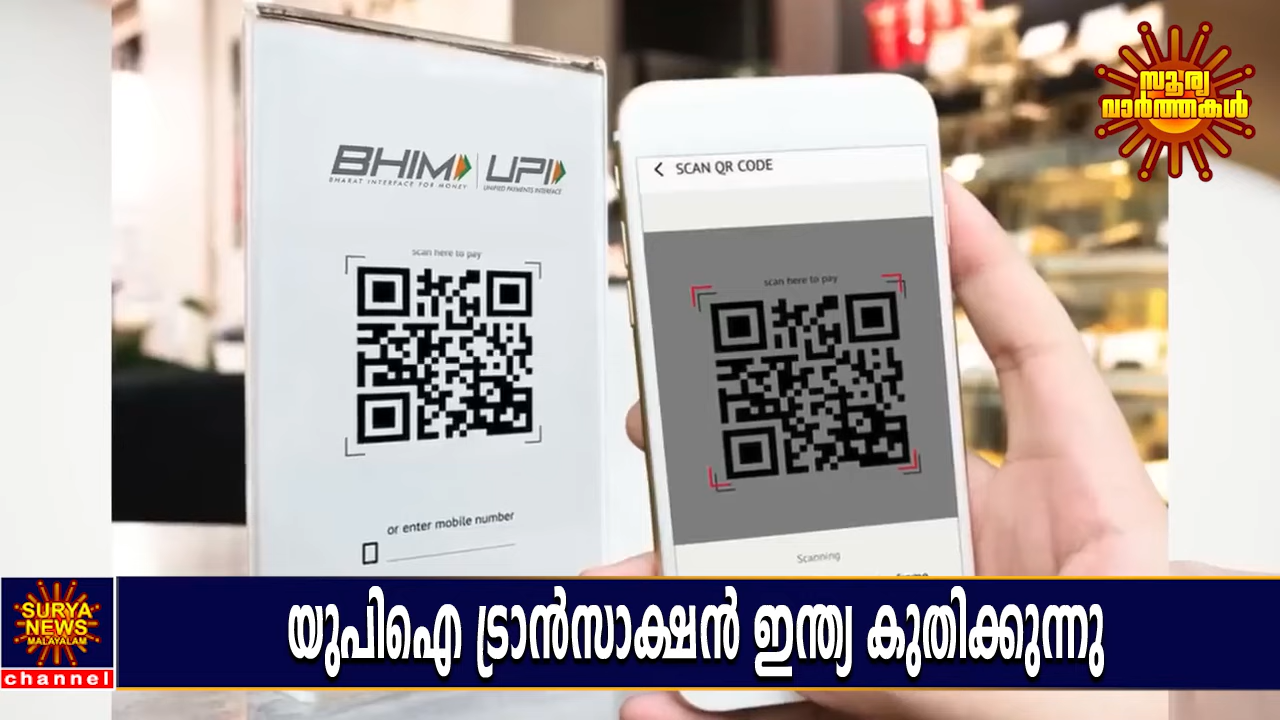 സൂര്യ
വാർത്തകൾ
BHIM UPI
BHARAT INTERFACE FOR MONEY UNIFIED PAYMENTS INTERFACE
scan here to pay
or enter mobile number
SCAN QR CODE
scan here to pay
Scanning
SURYA
NEWS
MALAYALAM
channel
യുപിഐ ട്രാൻസാക്ഷൻ ഇന്ത്യ കുതിക്കുന്നു